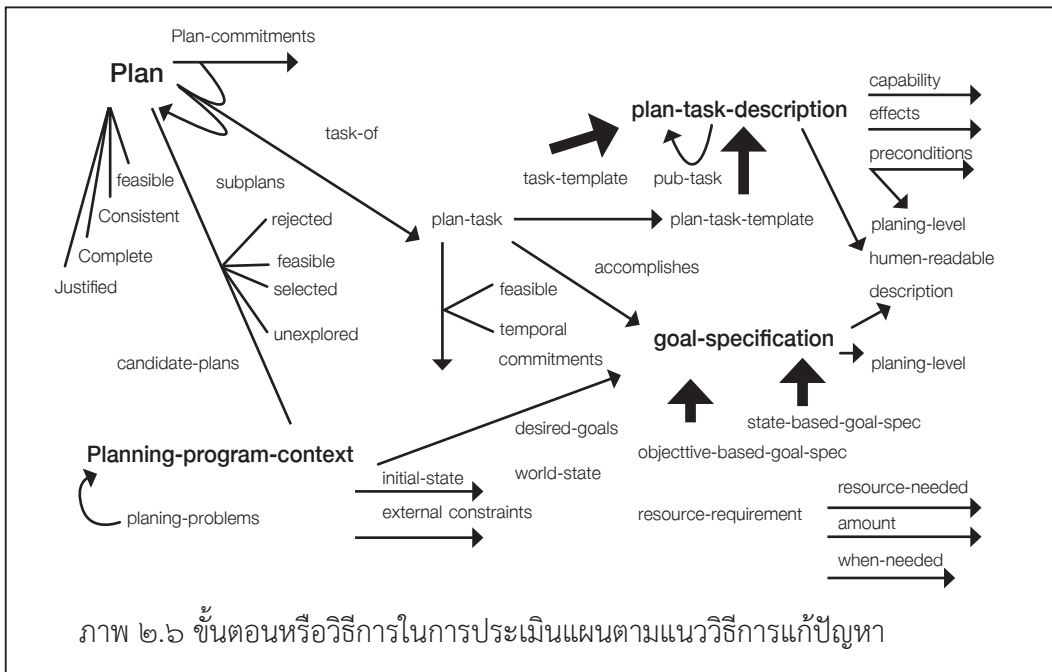 Plan-commitments
Plan
capability
plan-task-description
effects
task-of
preconditions
task-template
pub-task
feasible
subplans
Consistent
rejected
plan-task
plan-task-template
planing-level
Complete
feasible
accomplishes
humen-readable
Justified
selected
feasible
description
unexplored
temporal
goal-specification
candidate-plans
commitments
planing-level
state-based-goal-spec
desired-goals
Planning-program-context
objecttive-based-goal-spec
initial-state
world-state
resource-needed
planing-problems
external constraints
resource-requirement
amount
when-needed
ภาพ ๒.๖ ขั้นตอนหรือวิธีการในการประเมินแผนตามแนววิธีการแก้ปัญหา